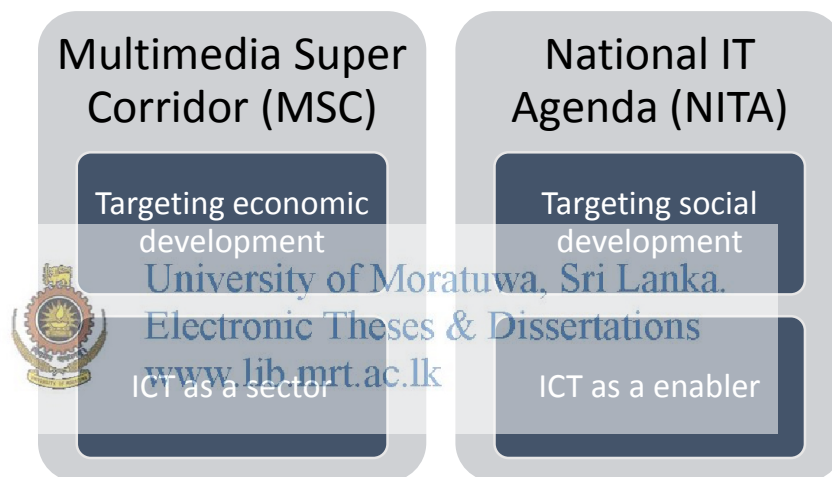 Multimedia Super
Corridor (MSC)
Targeting economic
development
ICT as a sector
National IT
Agenda (NITA)
Targeting social
development
ICT as a enabler
University of Moratuwa, Sri Lanka.
Electronic Theses & Dissertations
www.lib.mrt.ac.lk